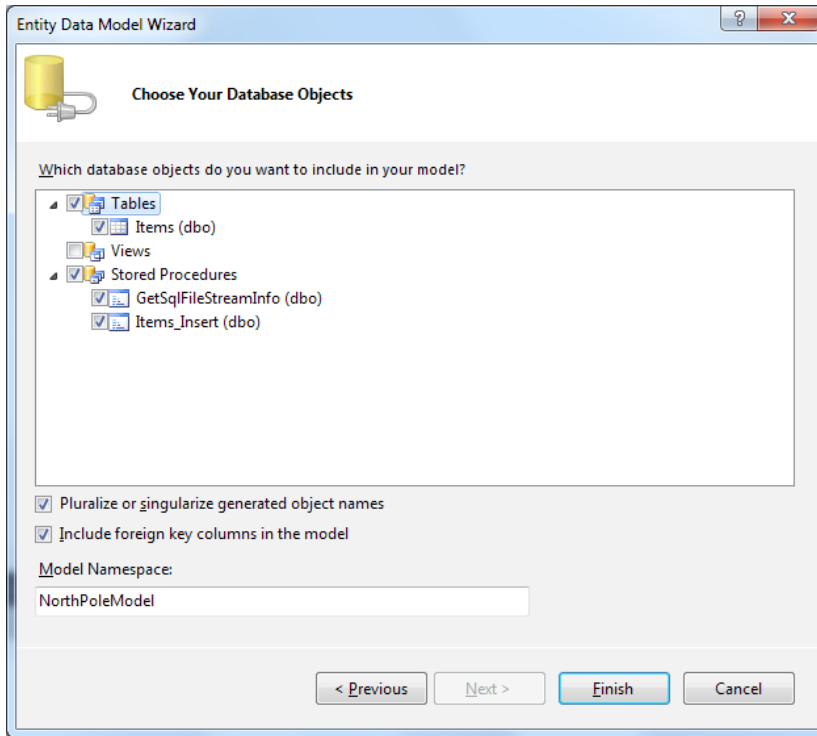 Entity Data Model Wizard
?
Choose Your Database Objects
Which database objects do you want to include in your model?
Tables
Items (dbo)
Views
Stored Procedures
GetSqlFileStreamInfo (dbo)
Items_Insert (dbo)
Pluralize or singularize generated object names
Include foreign key columns in the model
Model Namespace:
NorthPoleModel
< Previous Next > Finish Cancel